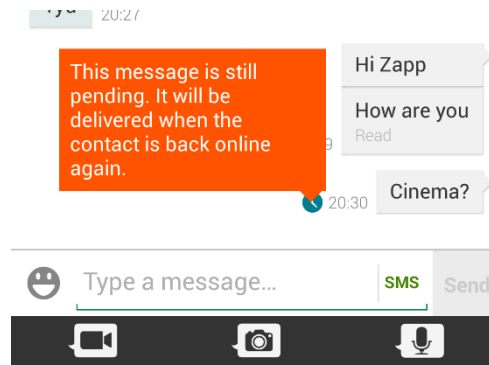 20:27
Hi Zapp
This message is still
pending. It will be
delivered when the
contact is back online
again.
How are you
Read
9
Cinema?
20:30
Type a message...
SMS
Send